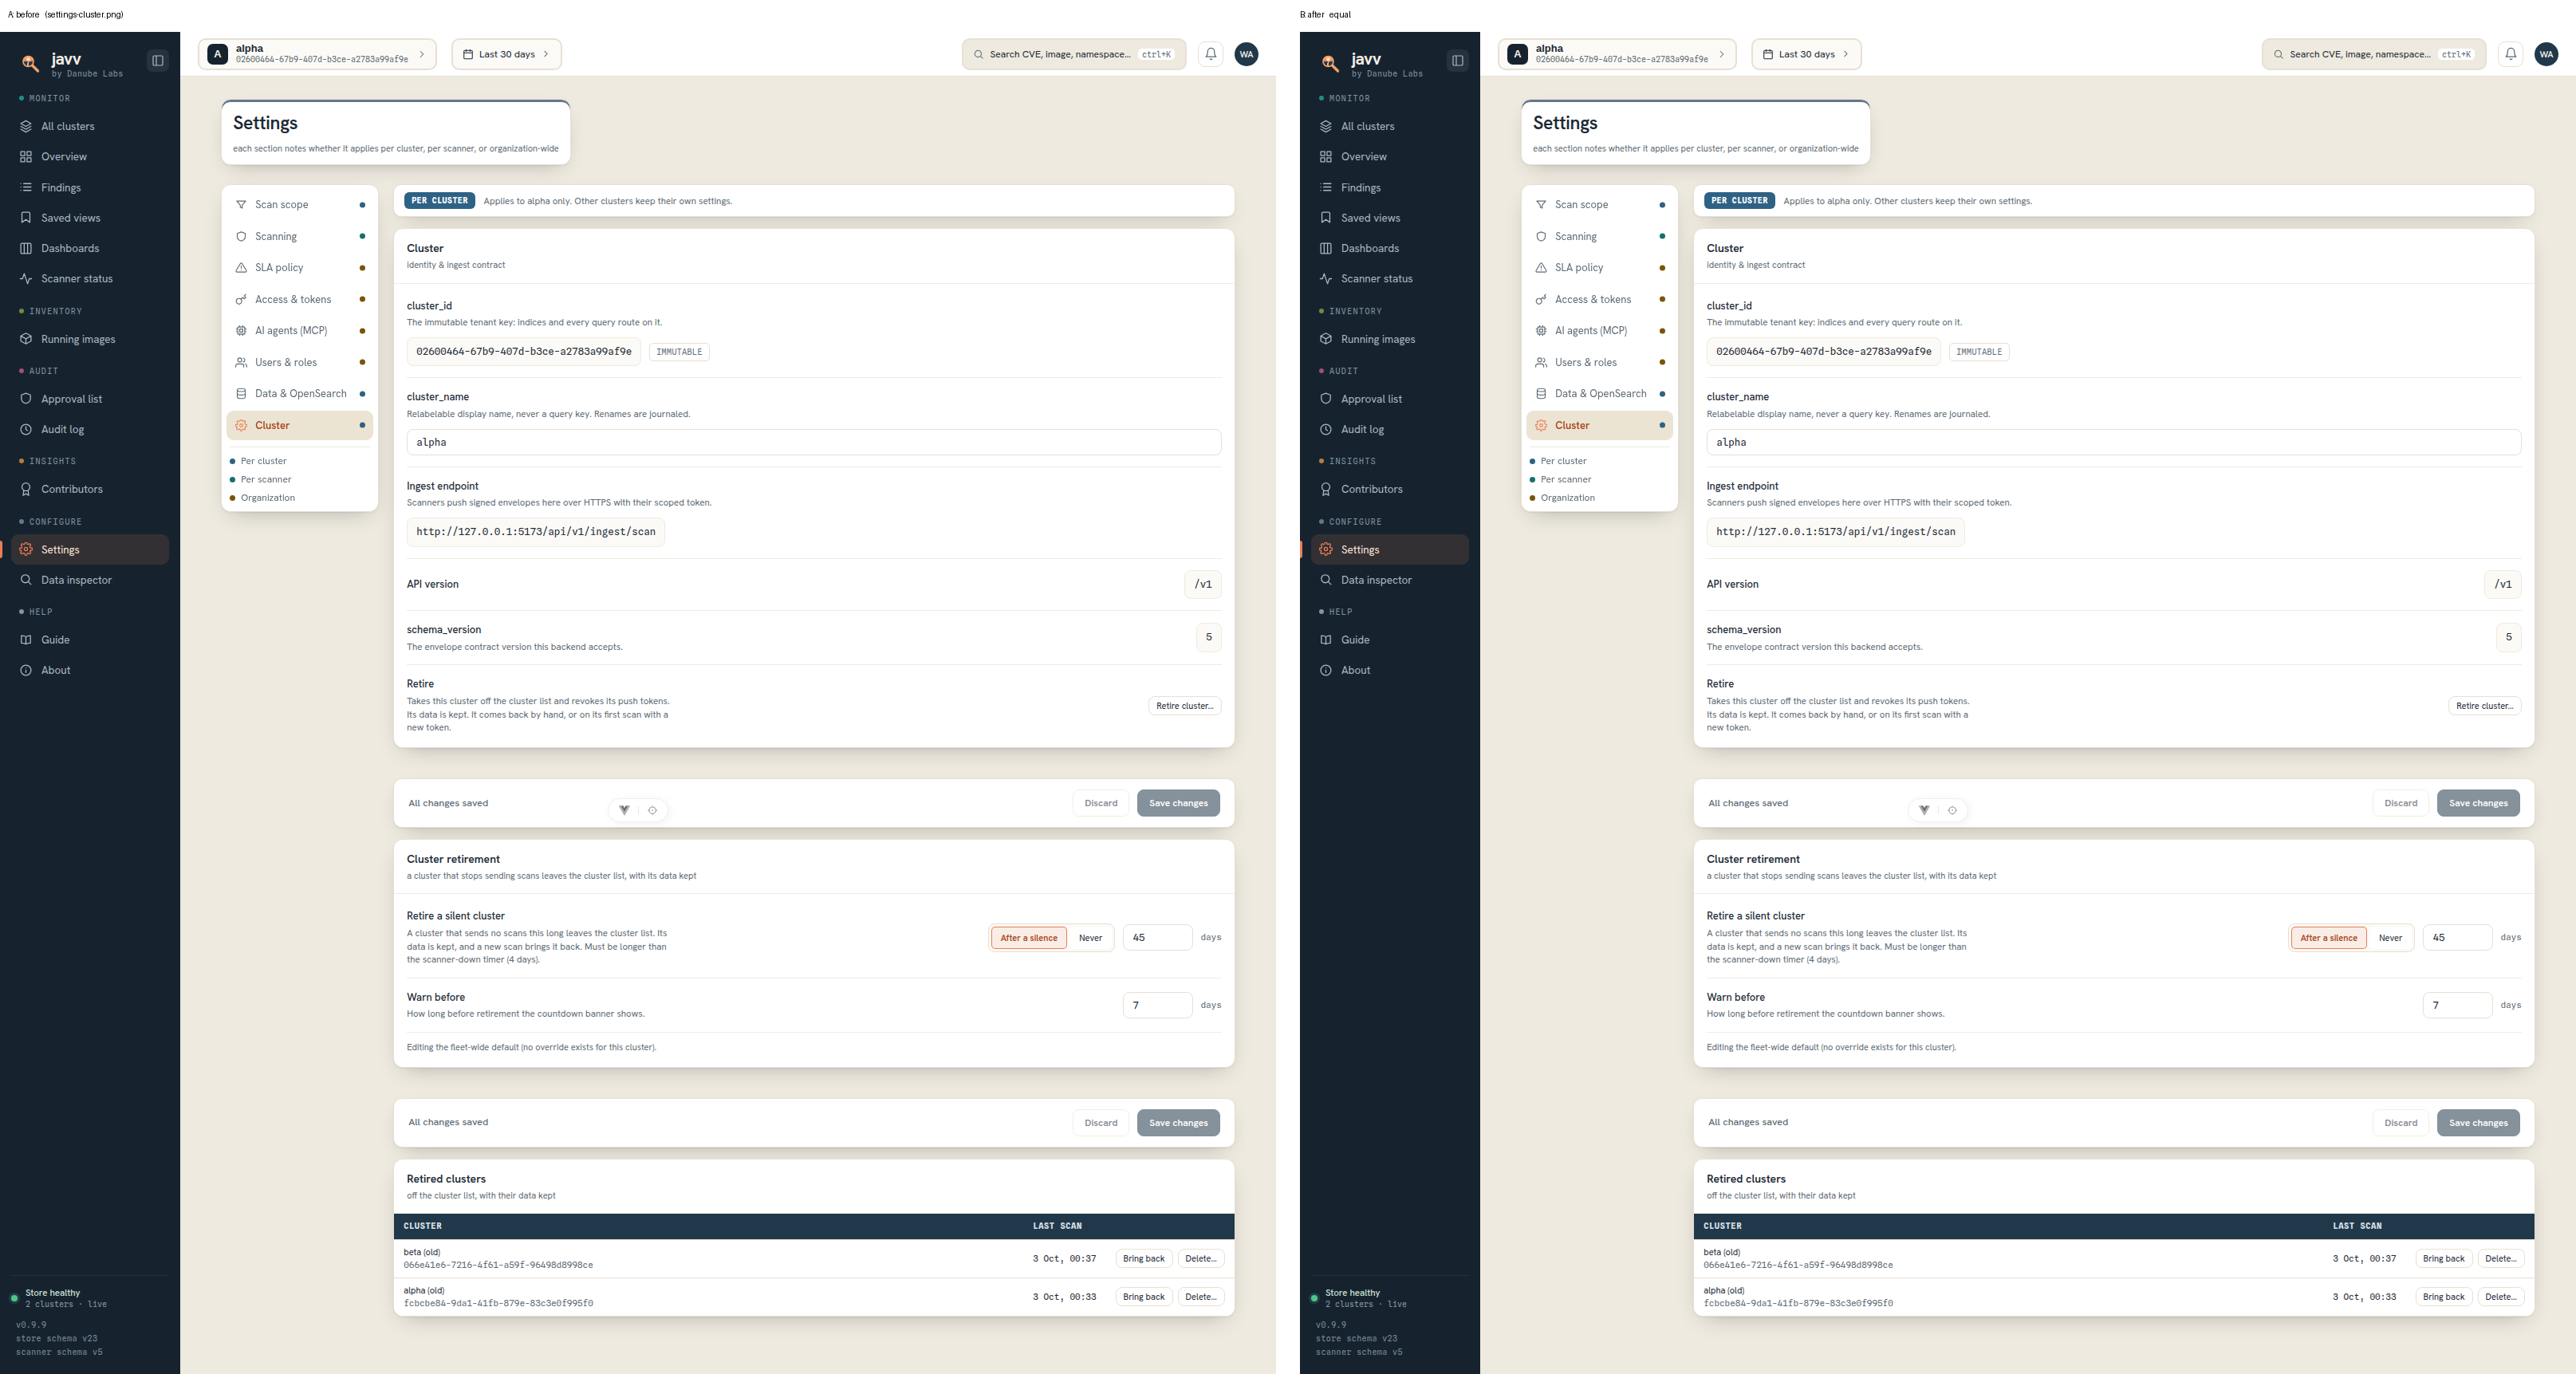 A: before (settings-cluster.png)
javv
by Danube Labs
MONITOR
All clusters
Overview
Findings
Saved views
Dashboards
Scanner status
INVENTORY
Running images
AUDIT
Approval list
Audit log
INSIGHTS
Contributors
CONFIGURE
Settings
Data inspector
HELP
Guide
About
Store healthy
2 clusters · live
v0.9.9
store schema v23
scanner schema v5
A
alpha
02600464-67b9-407d-b3ce-a2783a99af9e
Last 30 days
Search CVE, image, namespace... ctrl+K
WA
Settings
each section notes whether it applies per cluster, per scanner, or organization-wide
Scan scope
Scanning
SLA policy
Access & tokens
AI agents (MCP)
Users & roles
Data & OpenSearch
Cluster
Per cluster
Per scanner
Organization
PER CLUSTER Applies to alpha only. Other clusters keep their own settings.
Cluster
identity & ingest contract
cluster_id
The immutable tenant key: indices and every query route on it.
02600464-67b9-407d-b3ce-a2783a99af9e IMMUTABLE
cluster_name
Relabelable display name, never a query key. Renames are journaled.
alpha
Ingest endpoint
Scanners push signed envelopes here over HTTPS with their scoped token.
http://127.0.0.1:5173/api/v1/ingest/scan
API version /v1
schema_version
The envelope contract version this backend accepts.
5
Retire
Takes this cluster off the cluster list and revokes its push tokens.
Its data is kept. It comes back by hand, or on its first scan with a
new token.
Retire cluster...
All changes saved Discard Save changes
Cluster retirement
a cluster that stops sending scans leaves the cluster list, with its data kept
Retire a silent cluster
A cluster that sends no scans this long leaves the cluster list. Its
data is kept, and a new scan brings it back. Must be longer than
the scanner-down timer (4 days).
After a silence Never 45 days
Warn before
How long before retirement the countdown banner shows.
7 days
Editing the fleet-wide default (no override exists for this cluster).
All changes saved Discard Save changes
Retired clusters
off the cluster list, with their data kept
CLUSTER LAST SCAN
beta (old)
066e41e6-7216-4f61-a59f-96498d8998ce
3 Oct, 00:37 Bring back Delete...
alpha (old)
fcbcbe84-9da1-41fb-879e-83c3e0f995f0
3 Oct, 00:33 Bring back Delete...
B: after equal
javv
by Danube Labs
MONITOR
All clusters
Overview
Findings
Saved views
Dashboards
Scanner status
INVENTORY
Running images
AUDIT
Approval list
Audit log
INSIGHTS
Contributors
CONFIGURE
Settings
Data inspector
HELP
Guide
About
Store healthy
2 clusters · live
v0.9.9
store schema v23
scanner schema v5
A
alpha
02600464-67b9-407d-b3ce-a2783a99af9e
Last 30 days
Search CVE, image, namespace... ctrl+K
WA
Settings
each section notes whether it applies per cluster, per scanner, or organization-wide
Scan scope
Scanning
SLA policy
Access & tokens
AI agents (MCP)
Users & roles
Data & OpenSearch
Cluster
Per cluster
Per scanner
Organization
PER CLUSTER Applies to alpha only. Other clusters keep their own settings.
Cluster
identity & ingest contract
cluster_id
The immutable tenant key: indices and every query route on it.
02600464-67b9-407d-b3ce-a2783a99af9e IMMUTABLE
cluster_name
Relabelable display name, never a query key. Renames are journaled.
alpha
Ingest endpoint
Scanners push signed envelopes here over HTTPS with their scoped token.
http://127.0.0.1:5173/api/v1/ingest/scan
API version /v1
schema_version
The envelope contract version this backend accepts.
5
Retire
Takes this cluster off the cluster list and revokes its push tokens.
Its data is kept. It comes back by hand, or on its first scan with a
new token.
Retire cluster...
All changes saved Discard Save changes
Cluster retirement
a cluster that stops sending scans leaves the cluster list, with its data kept
Retire a silent cluster
A cluster that sends no scans this long leaves the cluster list. Its
data is kept, and a new scan brings it back. Must be longer than
the scanner-down timer (4 days).
After a silence Never 45 days
Warn before
How long before retirement the countdown banner shows.
7 days
Editing the fleet-wide default (no override exists for this cluster).
All changes saved Discard Save changes
Retired clusters
off the cluster list, with their data kept
CLUSTER LAST SCAN
beta (old)
066e41e6-7216-4f61-a59f-96498d8998ce
3 Oct, 00:37 Bring back Delete...
alpha (old)
fcbcbe84-9da1-41fb-879e-83c3e0f995f0
3 Oct, 00:33 Bring back Delete...